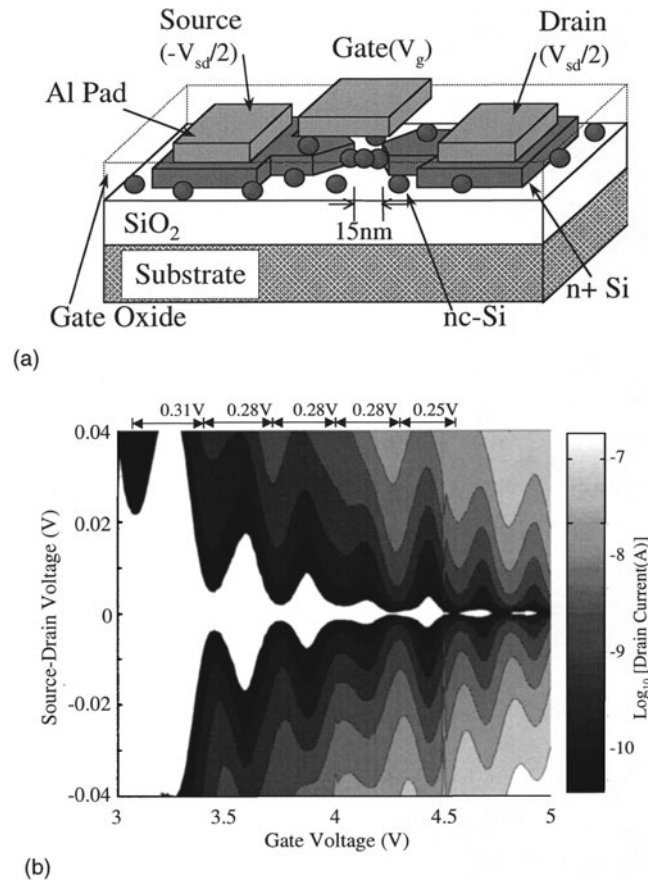 Source
(-V_sd/2)
Gate(V_g)
Drain
(V_sd/2)
Al Pad
SiO₂
15nm
Substrate
n+ Si
Gate Oxide
nc-Si
(a)
0.31V 0.28V 0.28V 0.28V 0.25V
0.04
0.02
0
-0.02
-0.04
Source-Drain Voltage (V)
3 3.5 4 4.5 5
Gate Voltage (V)
-7
-8
-9
-10
Log₁₀ [Drain Current(A)]
(b)